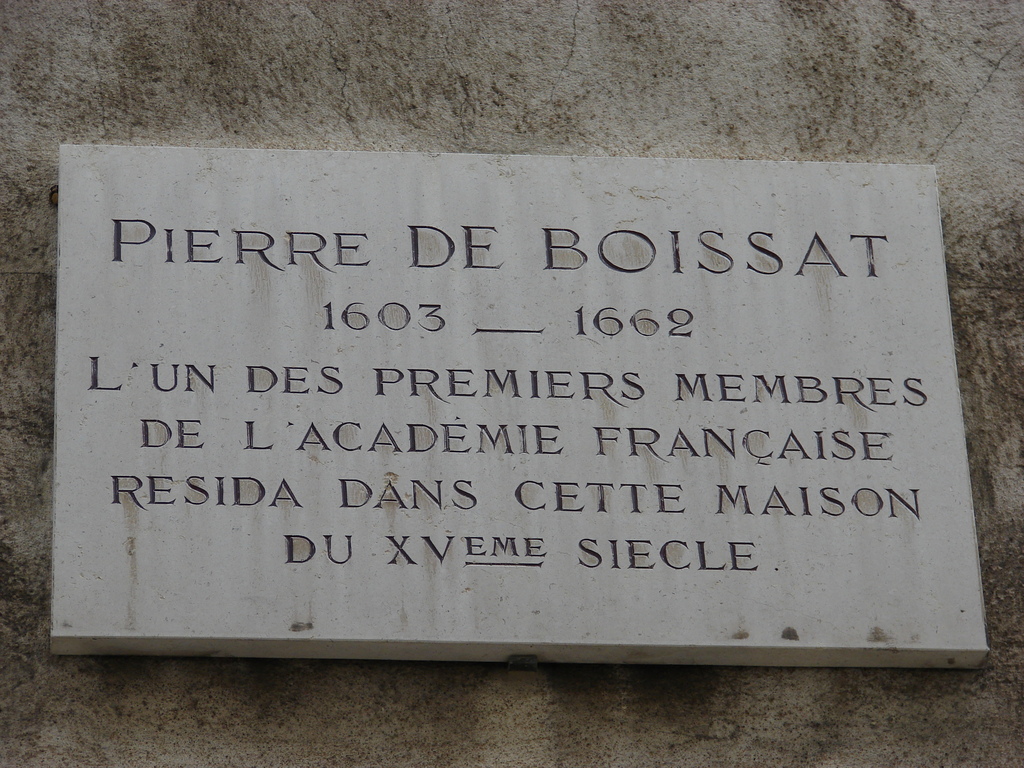 PIERRE DE BOISSAT
1603 — 1662
L'UN DES PREMIERS MEMBRES
DE L'ACADÉMIE FRANÇAISE
RESIDA DANS CETTE MAISON
DU XVEME SIECLE.